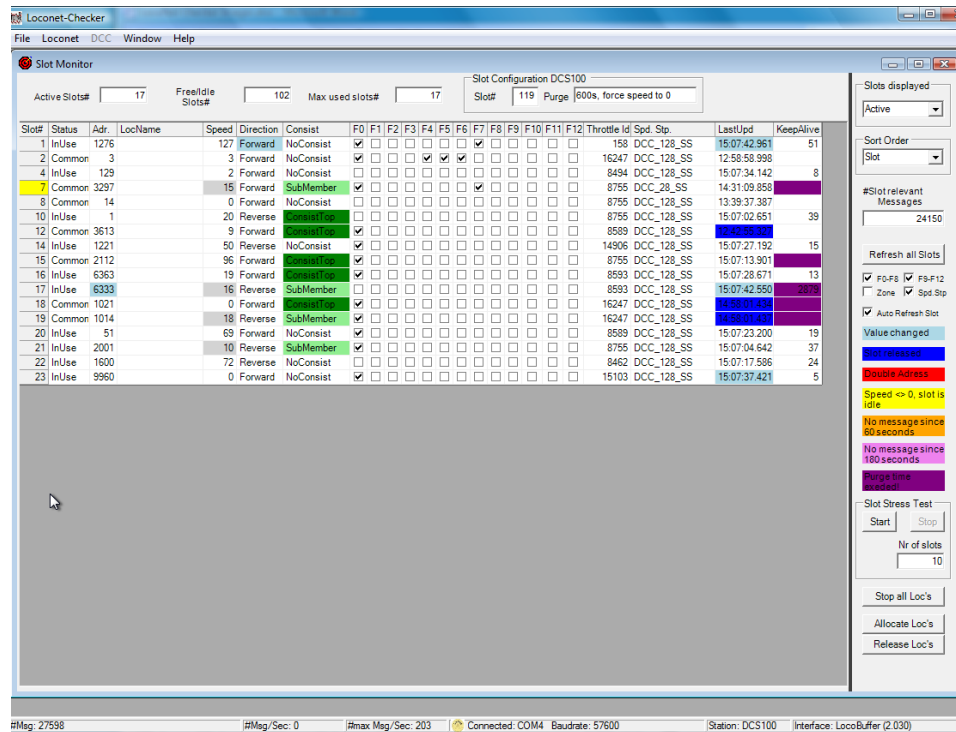 Loconet-Checker
File Loconet DCC Window Help
Slot Monitor
Active Slots# 17 Free/Idle Slots# 102 Max used slots# 17
Slot Configuration DCS100
Slot# 119 Purge 600s, force speed to 0
Slot# Status Adr. LocName Speed Direction Consist F0 F1 F2 F3 F4 F5 F6 F7 F8 F9 F10 F11 F12 Throttle Id Spd. Stp. LastUpd KeepAlive
1 InUse 1276 127 Forward NoConsist 158 DCC_128_SS 15:07:42.961 51
2 Common 3 3 Forward NoConsist 16247 DCC_128_SS 12:58:58.998
4 InUse 129 2 Forward NoConsist 8494 DCC_128_SS 15:07:34.142 8
7 Common 3297 15 Forward SubMember 8755 DCC_28_SS 14:31:09.858
8 Common 14 0 Forward NoConsist 8755 DCC_128_SS 13:39:37.387
10 InUse 1 20 Reverse ConsistTop 8755 DCC_128_SS 15:07:02.651 39
12 Common 3613 9 Forward ConsistTop 8589 DCC_128_SS
14 InUse 1221 50 Reverse NoConsist 14906 DCC_128_SS 15:07:27.192 15
15 Common 2112 96 Forward ConsistTop 8755 DCC_128_SS 15:07:13.901
16 InUse 6363 19 Forward ConsistTop 8593 DCC_128_SS 15:07:28.671 13
17 InUse 6333 16 Reverse SubMember 8593 DCC_128_SS 15:07:42.550 2879
18 Common 1021 0 Forward ConsistTop 16247 DCC_128_SS
19 Common 1014 18 Reverse SubMember 16247 DCC_128_SS
20 InUse 51 69 Forward NoConsist 8589 DCC_128_SS 15:07:23.200 19
21 InUse 2001 10 Reverse SubMember 8755 DCC_128_SS 15:07:04.642 37
22 InUse 1600 72 Reverse NoConsist 8462 DCC_128_SS 15:07:17.586 24
23 InUse 9960 0 Forward NoConsist 15103 DCC_128_SS 15:07:37.421 5
Slots displayed
Active
Sort Order
Slot
#Slotrelevant
Messages
24150
Refresh all Slots
F0-F8 F9-F12
Zone Spd.Stp
Auto Refresh Slot
Value changed
Slot released
Double Adress
Speed <> 0, slot is
idle
No message since
60 seconds
No message since
180 seconds
Purge time
exeded!
Slot Stress Test
Start Stop
Nr of slots
10
Stop all Loc's
Allocate Loc's
Release Loc's
#Msg: 27598 #Msg/Sec: 0 #max Msg/Sec: 203 Connected: COM4 Baudrate: 57600 Station: DCS100 Interface: LocoBuffer (2.030)